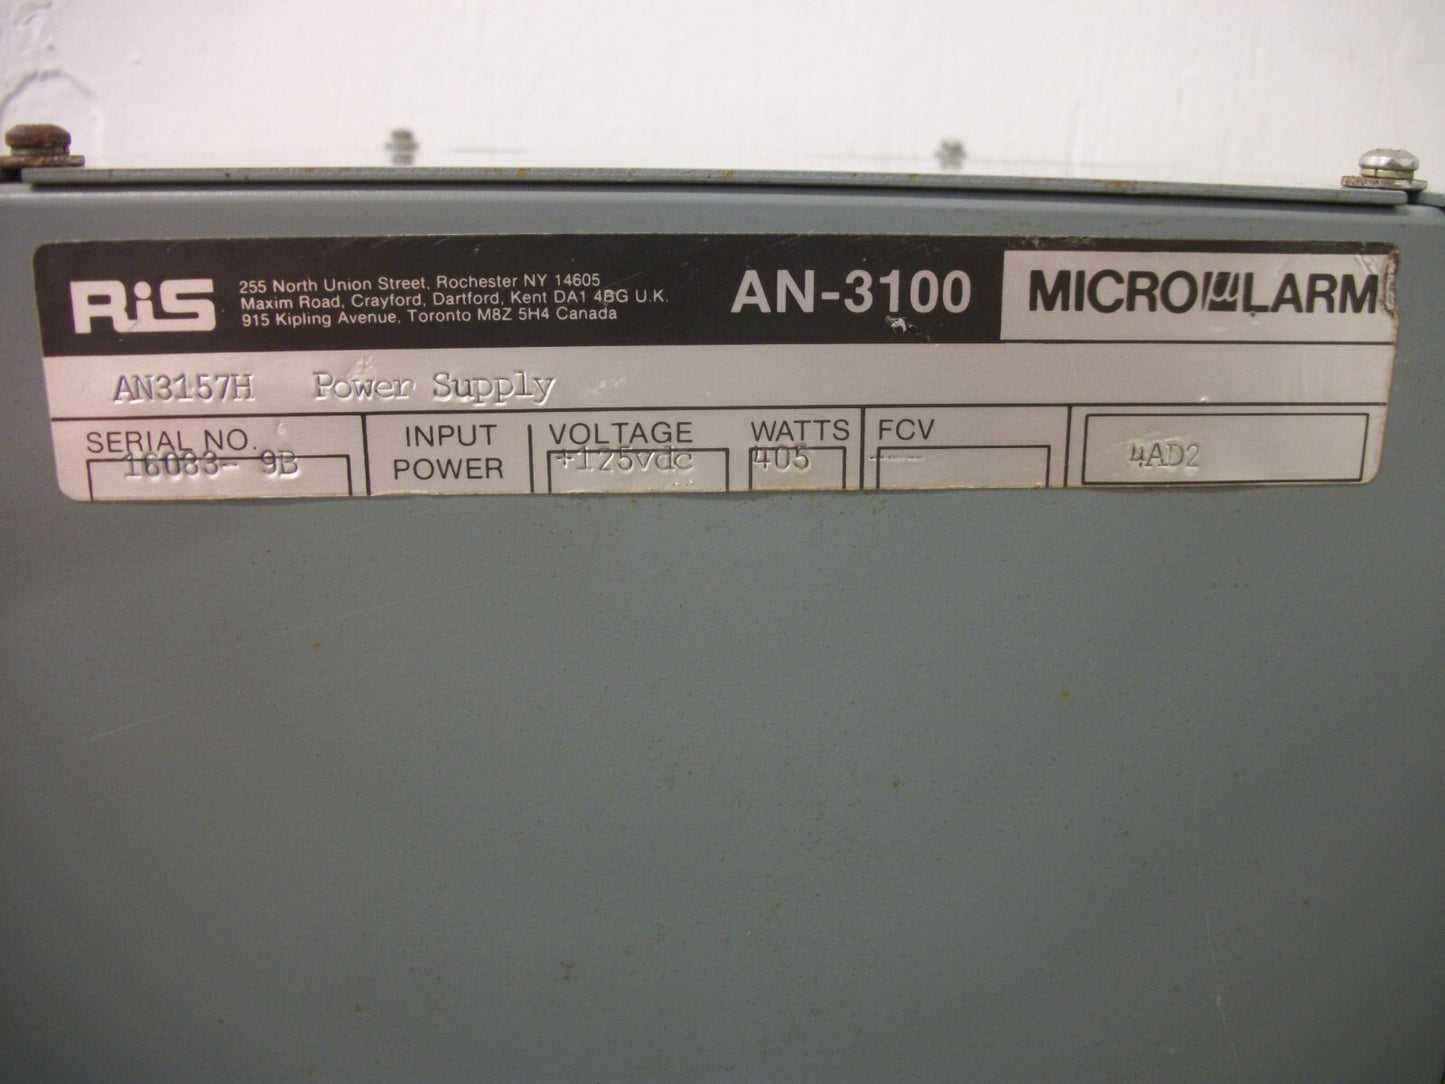 RiS
255 North Union Street, Rochester NY 14605
Maxim Road, Crayford, Dartford, Kent DA1 4BG U.K.
915 Kipling Avenue, Toronto M8Z 5H4 Canada
AN-3100
MICROµLARM
AN3157H Power Supply
SERIAL NO.
16083- 9B
INPUT
POWER
VOLTAGE
+125vdc
WATTS
405
FCV
----
4AD2